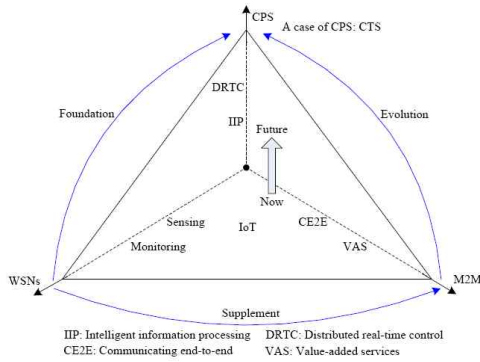 CPS
A case of CPS: CTS
DRTC
Foundation
Evolution
IIP
Future
Now
Sensing
IoT
CE2E
Monitoring
VAS
WSNs
M2M
Supplement
IIP: Intelligent information processing DRTC: Distributed real-time control
CE2E: Communicating end-to-end VAS: Value-added services